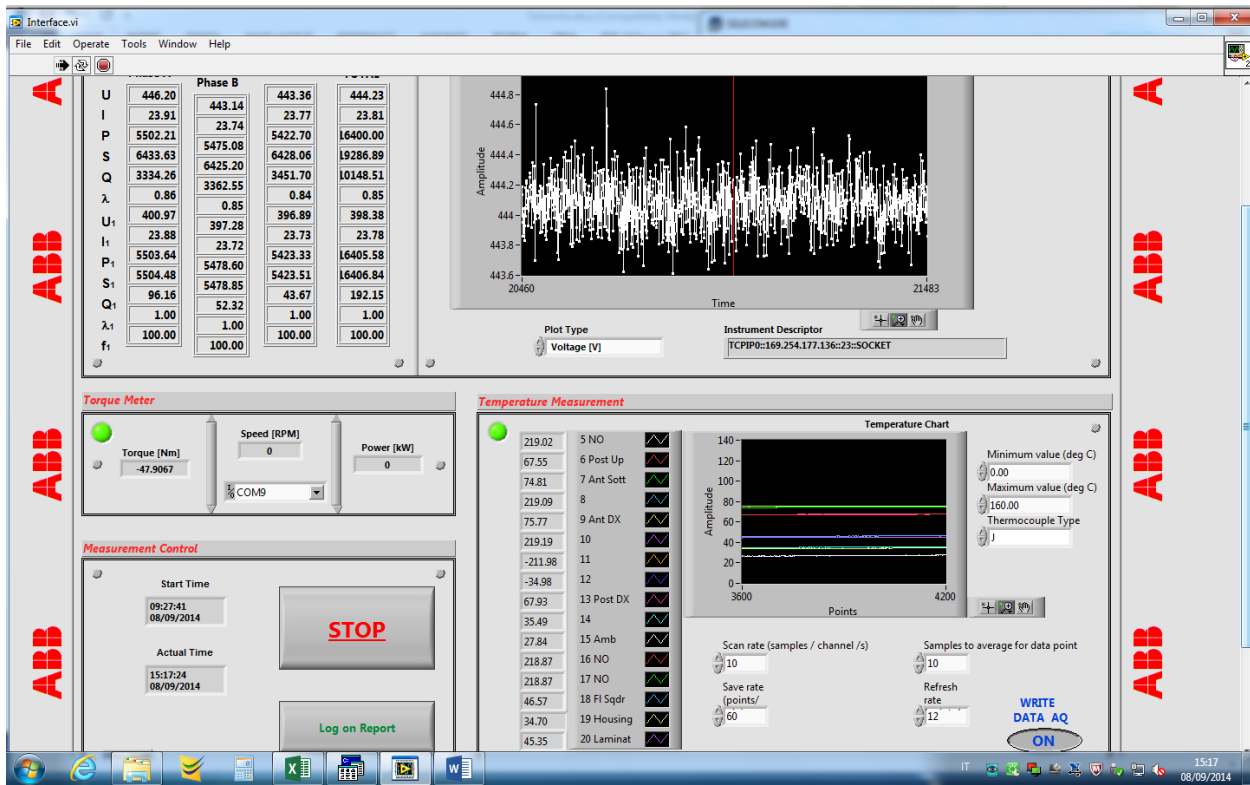 Interface.vi
File Edit Operate Tools Window Help
Phase B
U 446.20 443.14 443.36 444.23
I 23.91 23.74 23.77 23.81
P 5502.21 5475.08 5422.70 16400.00
S 6433.63 6425.20 6428.06 19286.89
Q 3334.26 3362.55 3451.70 10148.51
λ 0.86 0.85 0.84 0.85
U1 400.97 397.28 396.89 398.38
I1 23.88 23.72 23.73 23.78
P1 5503.64 5478.60 5423.33 16405.58
S1 5504.48 5478.85 5423.51 16406.84
Q1 96.16 52.32 43.67 192.15
λ1 1.00 1.00 1.00 1.00
f1 100.00 100.00 100.00 100.00
Amplitude
444.8
444.6
444.4
444.2
444
443.8
443.6
20460 21483
Time
Plot Type
Voltage [V]
Instrument Descriptor
TCPIP0::169.254.177.136::23::SOCKET
ABB
ABB
ABB
ABB
ABB
ABB
Torque Meter
Torque [Nm]
-47.9067
Speed [RPM]
0
COM9
Power [kW]
0
Measurement Control
Start Time
09:27:41
08/09/2014
Actual Time
15:17:24
08/09/2014
STOP
Log on Report
Temperature Measurement
219.02 5 NO
67.55 6 Post Up
74.81 7 Ant Sott
219.09 8
75.77 9 Ant DX
219.19 10
-211.98 11
-34.98 12
67.93 13 Post DX
35.49 14
27.84 15 Amb
218.87 16 NO
218.87 17 NO
46.57 18 Fl Sqdr
34.70 19 Housing
45.35 20 Laminat
Temperature Chart
Amplitude
140
120
100
80
60
40
20
0
3600 4200
Points
Minimum value (deg C)
0.00
Maximum value (deg C)
160.00
Thermocouple Type
J
Scan rate (samples / channel /s)
10
Samples to average for data point
10
Save rate
(points/
60
Refresh
rate
12
WRITE
DATA AQ
ON
IT
15:17
08/09/2014